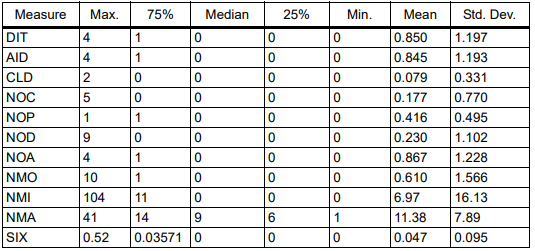 Measure Max. 75% Median 25% Min. Mean Std. Dev.
DIT 4 1 0 0 0 0.850 1.197
AID 4 1 0 0 0 0.845 1.193
CLD 2 0 0 0 0 0.079 0.331
NOC 5 0 0 0 0 0.177 0.770
NOP 1 1 0 0 0 0.416 0.495
NOD 9 0 0 0 0 0.230 1.102
NOA 4 1 0 0 0 0.867 1.228
NMO 10 1 0 0 0 0.610 1.566
NMI 104 11 0 0 0 6.97 16.13
NMA 41 14 9 6 1 11.38 7.89
SIX 0.52 0.03571 0 0 0 0.047 0.095